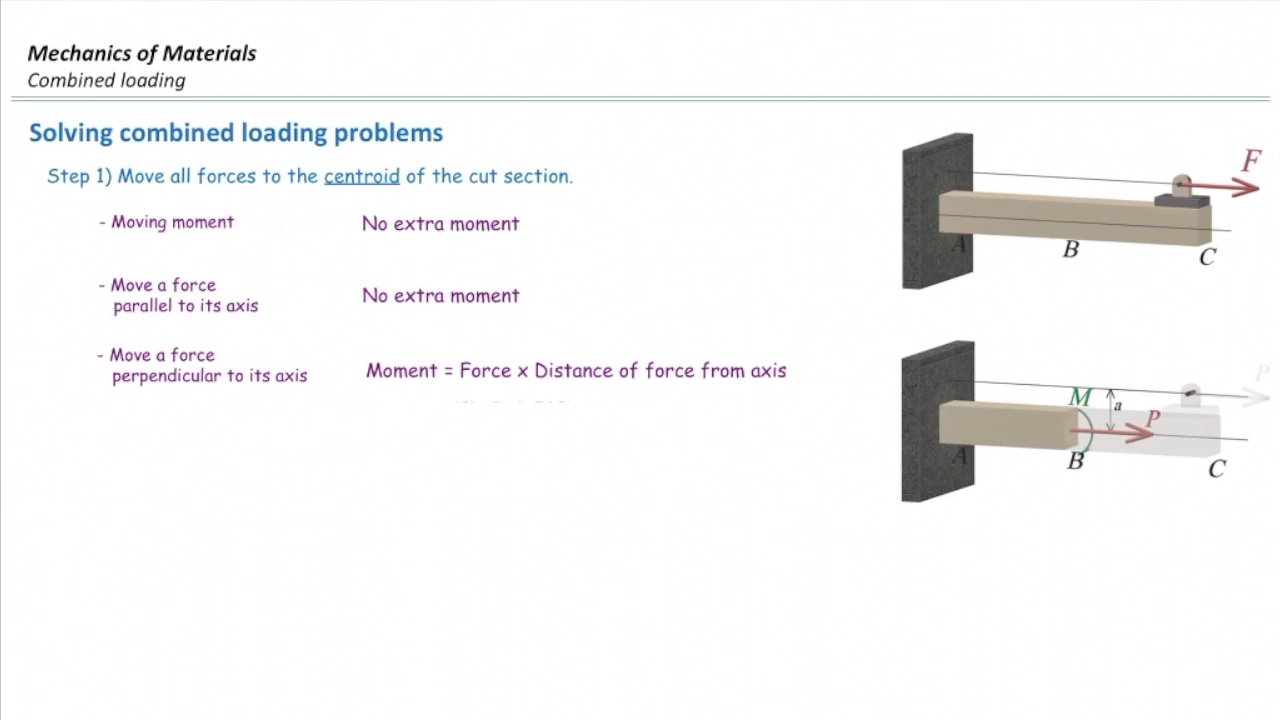 Mechanics of Materials
Combined loading
Solving combined loading problems
Step 1) Move all forces to the centroid of the cut section.
- Moving moment
No extra moment
- Move a force
parallel to its axis
No extra moment
- Move a force
perpendicular to its axis
Moment = Force x Distance of force from axis
F
A
B
C
P
M
a
P
A
B
C